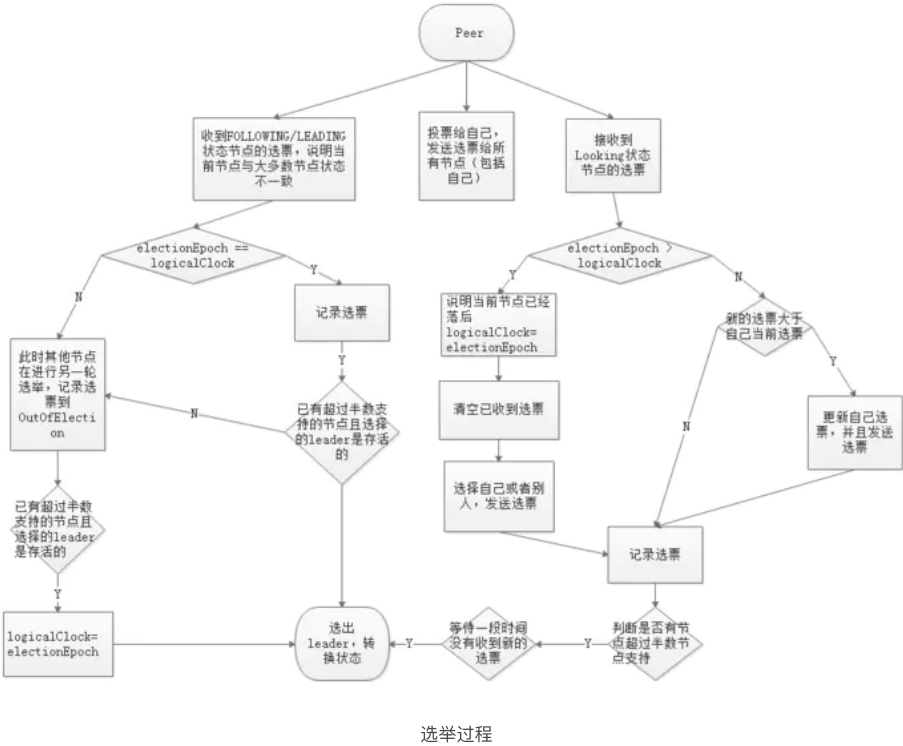 Peer
收到FOLLOWING/LEADING
状态节点的选票，说明当
前节点与大多数节点状态
不一致
投票给自己，
发送选票给所
有节点（包括
自己）
接收到
Looking状态
节点的选票
electionEpoch ==
logicalClock
electionEpoch >
logicalClock
N
Y
Y
N
记录选票
说明当前节点已经
落后
logicalClock=
electionEpoch
新的选票大于
自己当前选票
Y
Y
此时其他节点
在进行另一轮
选举，记录选
票到
OutOfElecti
on
N
已有超过半数支
持的节点且选择
的leader是存活
的
清空已收到选票
N
更新自己选
票，并且发送
选票
选择自己或者别
人，发送选票
已有超过半数
支持的节点且
选择的leader
是存活的
记录选票
Y
logicalClock=
electionEpoch
选出
leader，转
换状态
Y
等待一段时间
没有收到新的
选票
Y
判断是否有节
点超过半数节
点支持
选举过程